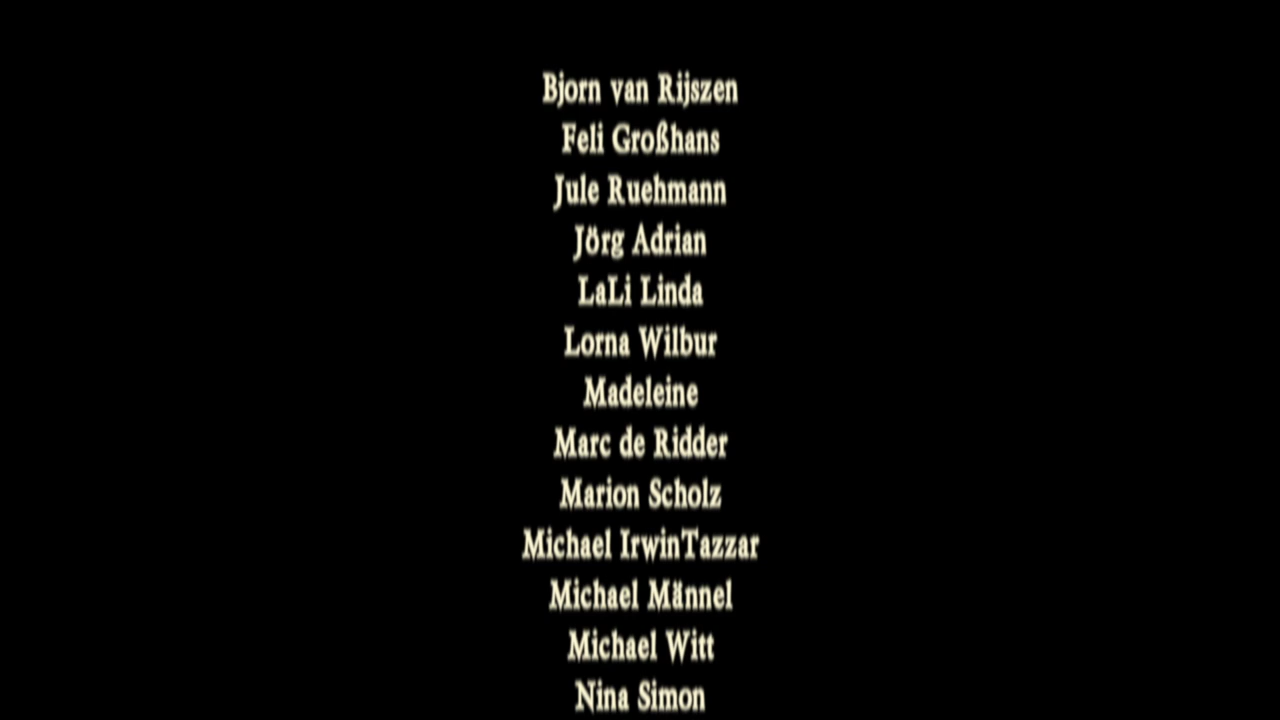 Bjorn van Rijszen
Feli Großhans
Jule Ruehmann
Jörg Adrian
LaLi Linda
Lorna Wilbur
Madeleine
Marc de Ridder
Marion Scholz
Michael IrwinTazzar
Michael Männel
Michael Witt
Nina Simon